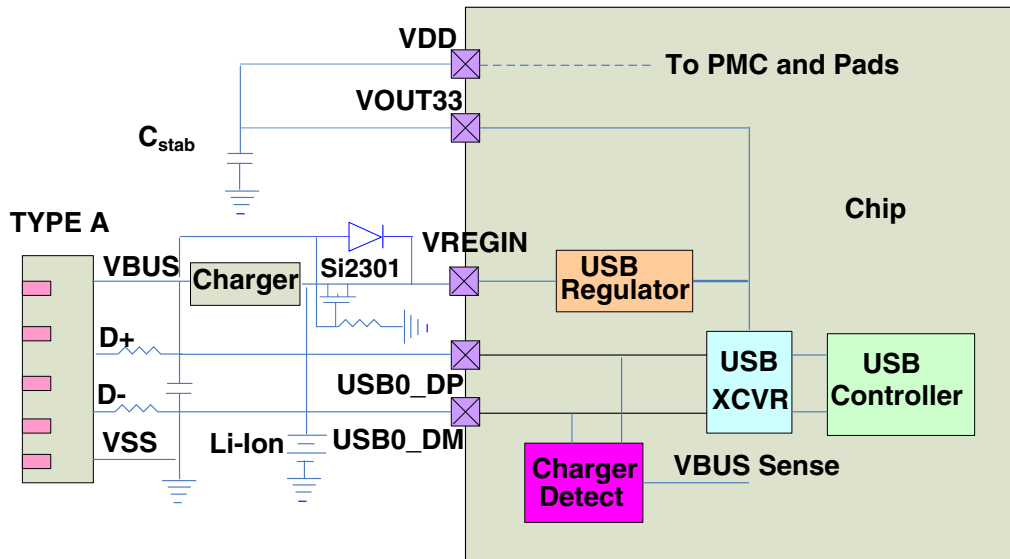 VDD
To PMC and Pads
VOUT33
C_stab
Chip
TYPE A
VREGIN
VBUS
Charger
Si2301
USB
Regulator
D+
USB
XCVR
USB
Controller
D-
USB0_DP
VSS
Li-Ion
USB0_DM
Charger
Detect
VBUS Sense